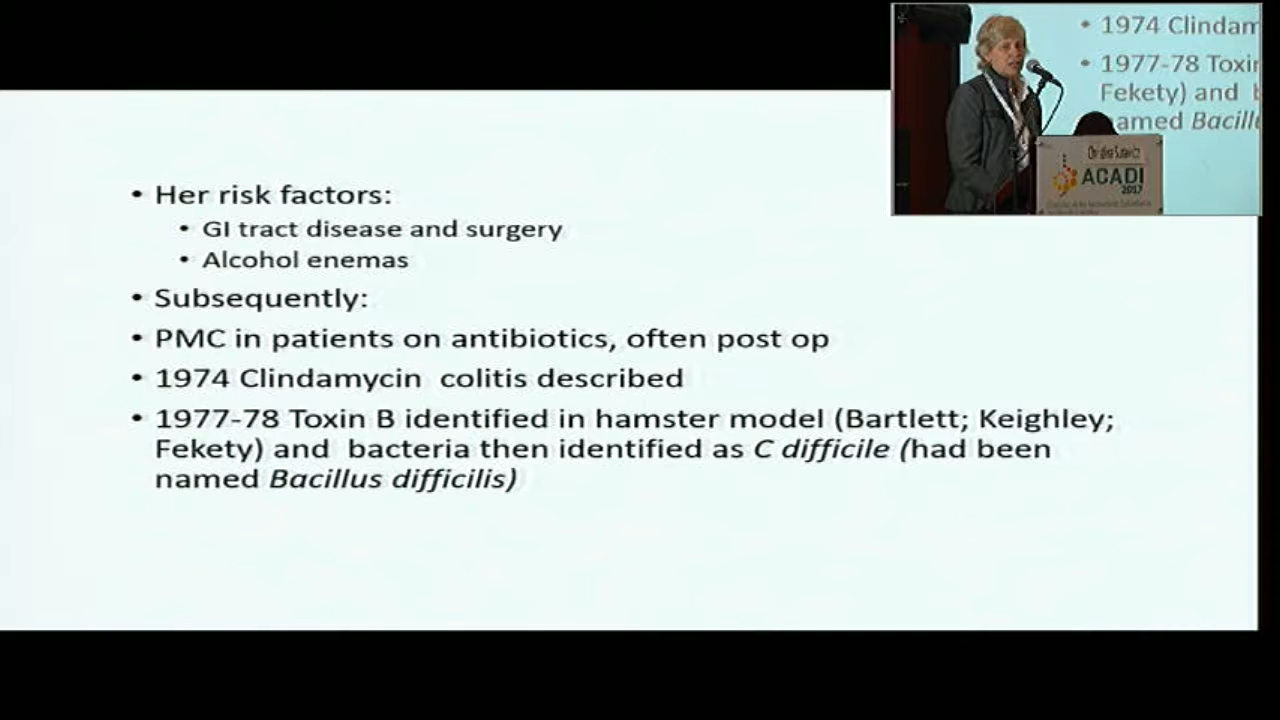 • Her risk factors:
• GI tract disease and surgery
• Alcohol enemas
• Subsequently:
• PMC in patients on antibiotics, often post op
• 1974 Clindamycin  colitis described
• 1977-78 Toxin B identified in hamster model (Bartlett; Keighley;
Fekety) and  bacteria then identified as C difficile (had been
named Bacillus difficilis)
• 1974 Clindam
• 1977-78 Toxin
Fekety) and
named Bacill
ACADI
2017